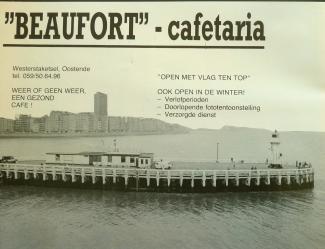 "BEAUFORT" - cafetaria
Westerstaketsel, Oostende
tel. 059/50.64.96
WEER OF GEEN WEER,
EEN GEZOND
CAFE !
"OPEN MET VLAG TEN TOP"
OOK OPEN IN DE WINTER!
– Verlofperioden
– Doorlopende fototentoonstelling
– Verzorgde dienst